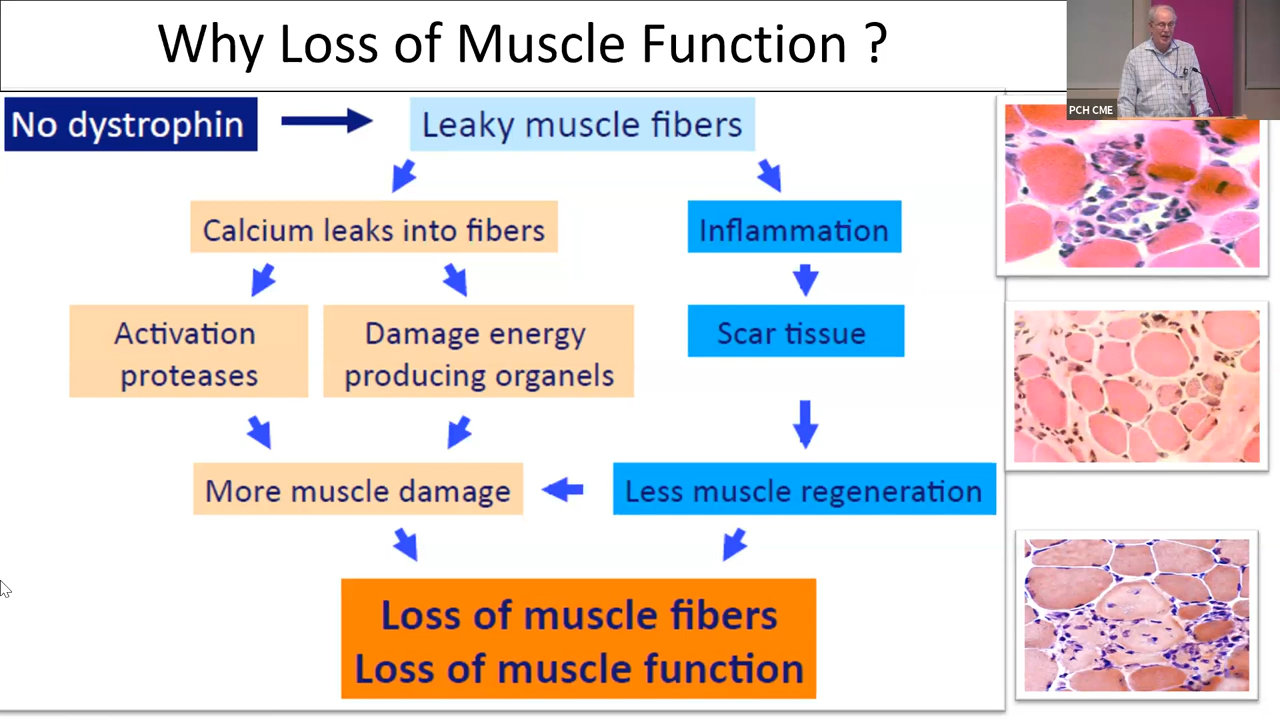 Why Loss of Muscle Function ?
PCH CME
No dystrophin
Leaky muscle fibers
Calcium leaks into fibers
Inflammation
Activation
proteases
Damage energy
producing organels
Scar tissue
More muscle damage
Less muscle regeneration
Loss of muscle fibers
Loss of muscle function